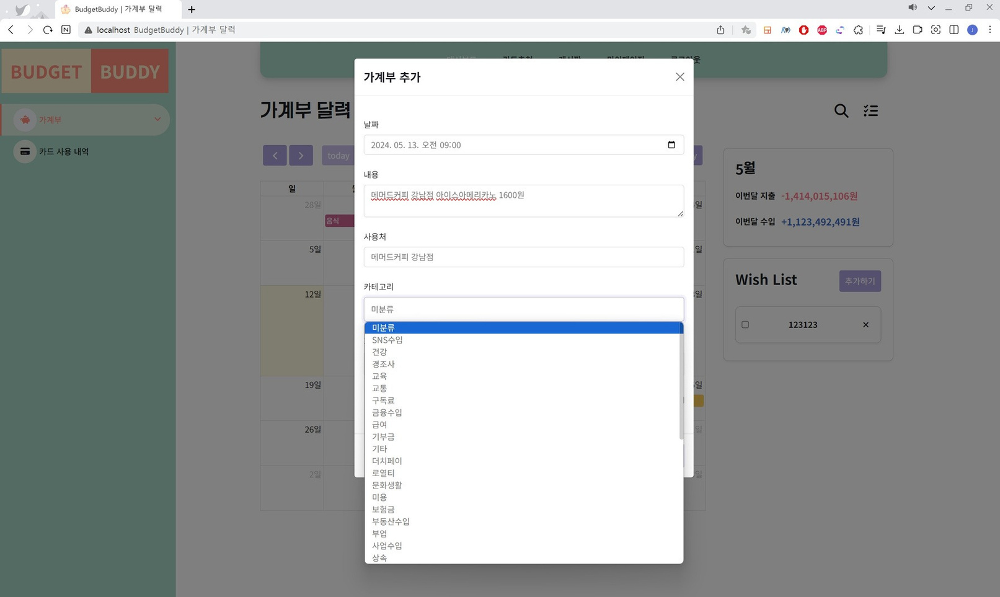 BudgetBuddy | 가계부 달력
localhost BudgetBuddy | 가계부 달력
ABP
J
BUDGET BUDDY
가계부
카드 사용 내역
가계부 달력
today
일
28일
음식
5일
12일
19일
26일
2일
가계부 추가
날짜
2024. 05. 13. 오전 09:00
내용
메머드커피 강남점 아이스아메리카노 1600원
사용처
메머드커피 강남점
카테고리
미분류
미분류
SNS수입
건강
경조사
교육
교통
구독료
금융수입
급여
기부금
기타
더치페이
로열티
문화생활
미용
보험금
부동산수입
부업
사업수입
상속
5월
이번달 지출 -1,414,015,106원
이번달 수입 +1,123,492,491원
Wish List
추가하기
123123